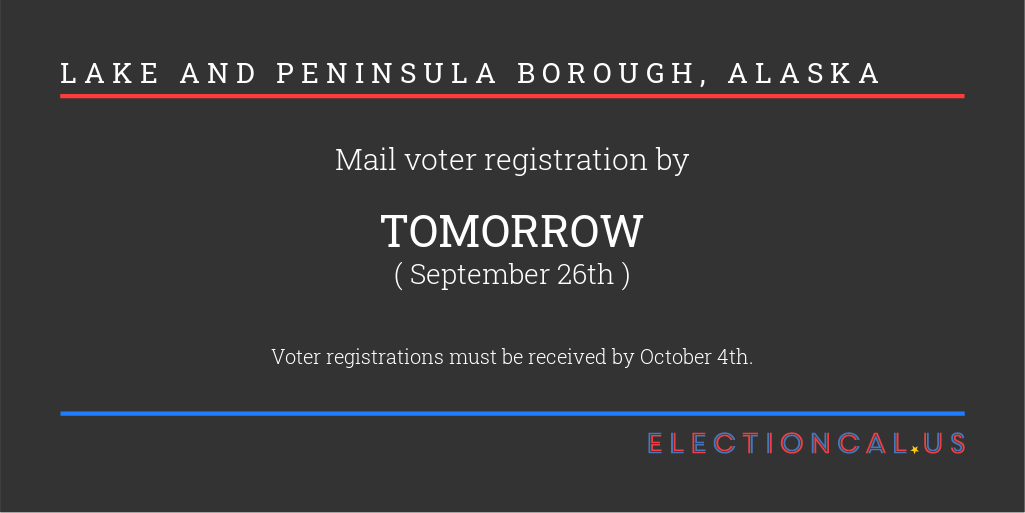 LAKE AND PENINSULA BOROUGH, ALASKA
Mail voter registration by
TOMORROW
( September 26th )
Voter registrations must be received by October 4th.
ELECTIONCAL.US